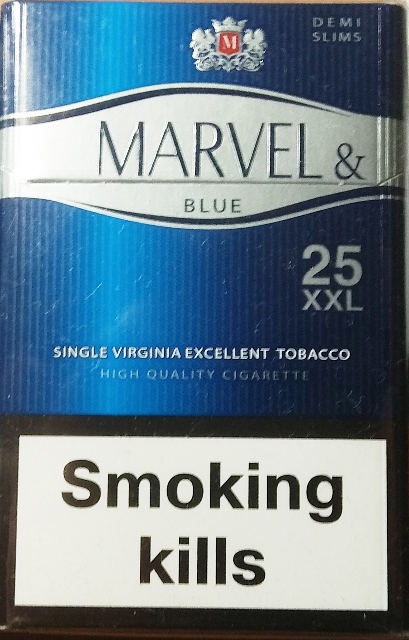 DEMI
SLIMS
M
MARVEL &
BLUE
25
XXL
SINGLE VIRGINIA EXCELLENT TOBACCO
HIGH QUALITY CIGARETTE
Smoking
kills